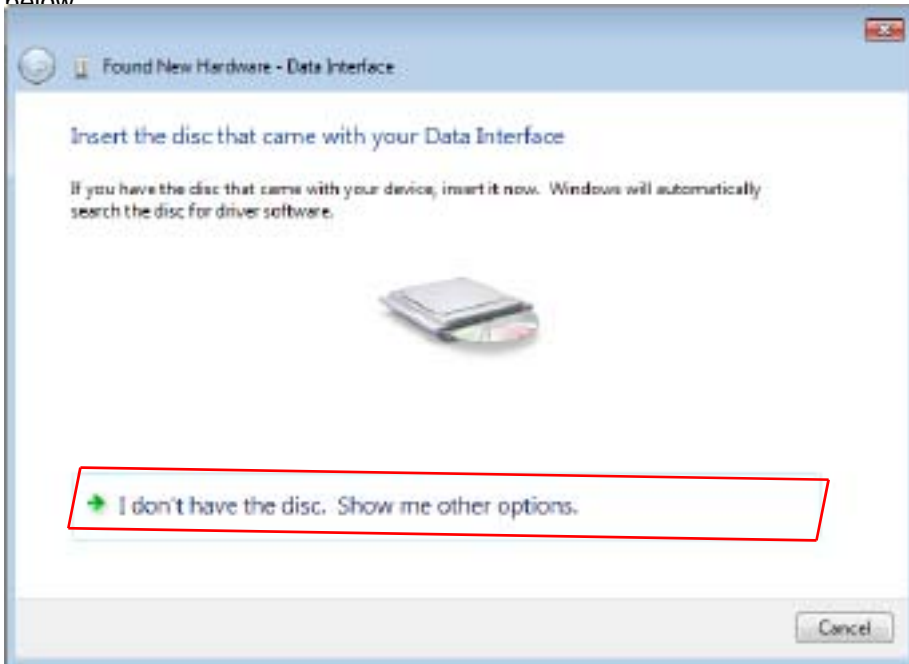 below
Found New Hardware - Data Interface
Insert the disc that came with your Data Interface
If you have the disc that came with your device, insert it now. Windows will automatically
search the disc for driver software.
I don't have the disc. Show me other options.
Cancel